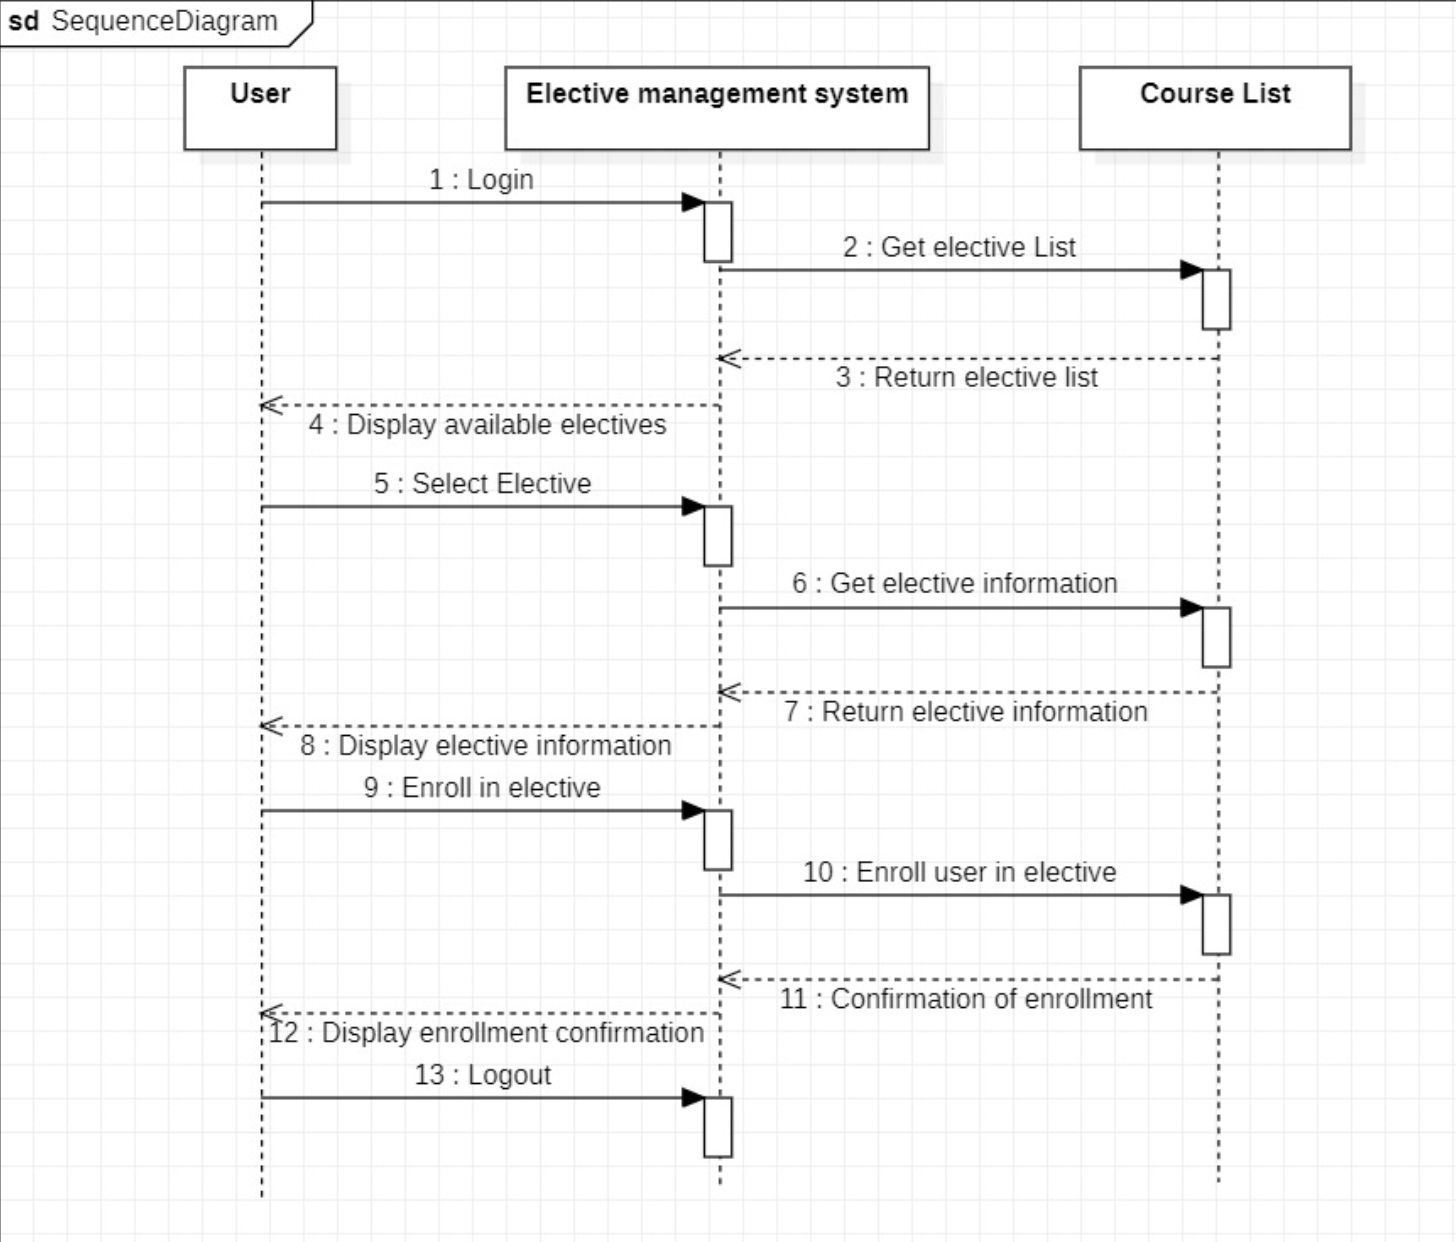 sd SequenceDiagram
User
Elective management system
Course List
1 : Login
2 : Get elective List
3 : Return elective list
4 : Display available electives
5 : Select Elective
6 : Get elective information
7 : Return elective information
8 : Display elective information
9 : Enroll in elective
10 : Enroll user in elective
11 : Confirmation of enrollment
12 : Display enrollment confirmation
13 : Logout